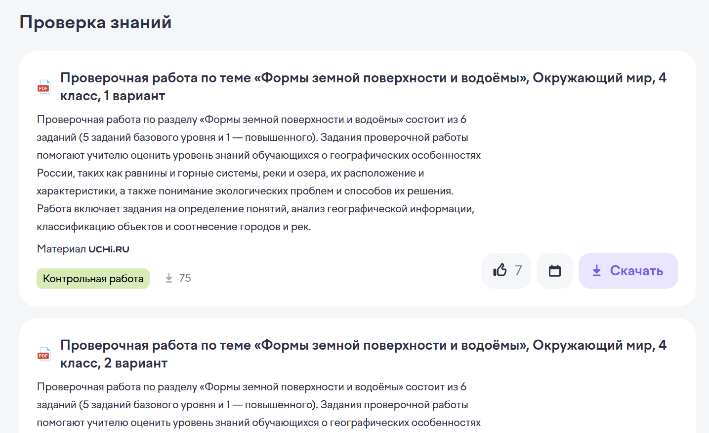 Проверка знаний
PDF
Проверочная работа по теме «Формы земной поверхности и водоёмы», Окружающий мир, 4
класс, 1 вариант
Проверочная работа по разделу «Формы земной поверхности и водоёмы» состоит из 6
заданий (5 заданий базового уровня и 1 — повышенного). Задания проверочной работы
помогают учителю оценить уровень знаний обучающихся о географических особенностях
России, таких как равнины и горные системы, реки и озера, их расположение и
характеристики, а также понимание экологических проблем и способов их решения.
Работа включает задания на определение понятий, анализ географической информации,
классификацию объектов и соотнесение городов и рек.
Материал UCHi.RU
Контрольная работа 75
7 Скачать
PDF
Проверочная работа по теме «Формы земной поверхности и водоёмы», Окружающий мир, 4
класс, 2 вариант
Проверочная работа по разделу «Формы земной поверхности и водоёмы» состоит из 6
заданий (5 заданий базового уровня и 1 — повышенного). Задания проверочной работы
помогают учителю оценить уровень знаний обучающихся о географических особенностях